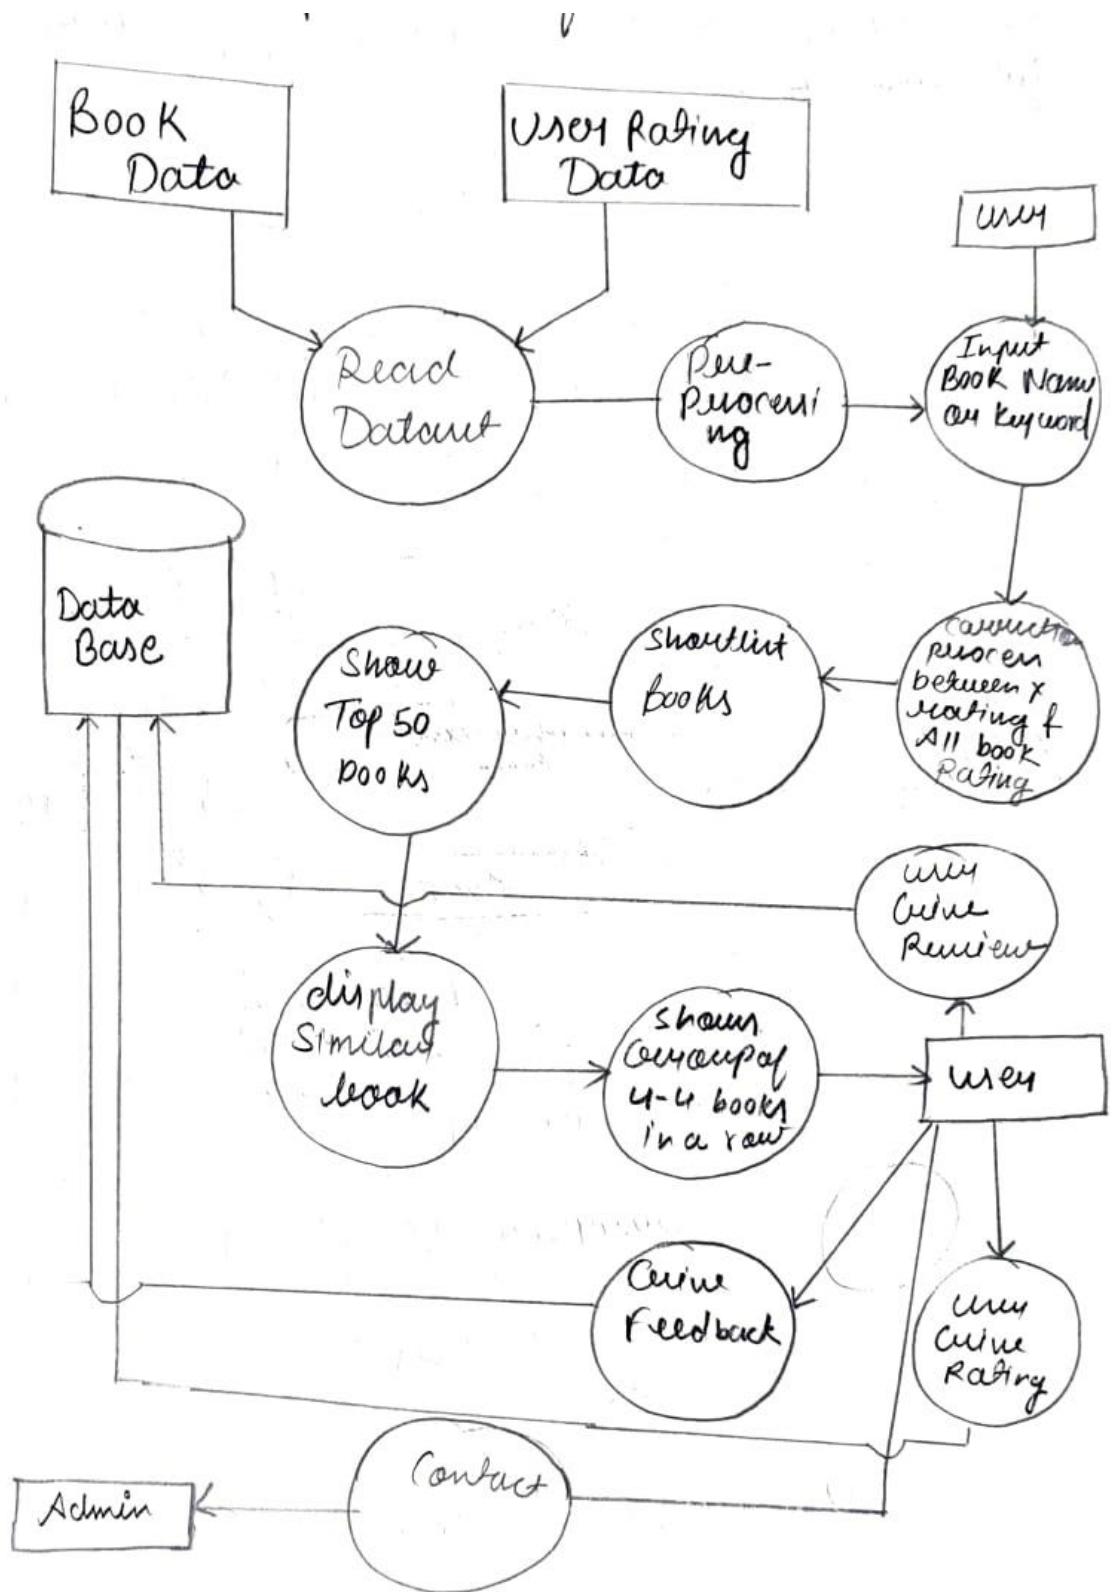 Book
Data
User Rating
Data
User
Read
Dataset
Pre-
Processi
ng
Input
Book Name
or Keyword
Data
Base
Show
Top 50
books
Shortlist
Books
process
between x
rating &
All book
Rating
User
Give
Review
display
Similar
book
Shows
Group of
4-4 books
in a row
User
Give
Feedback
User
Give
Rating
Contact
Admin